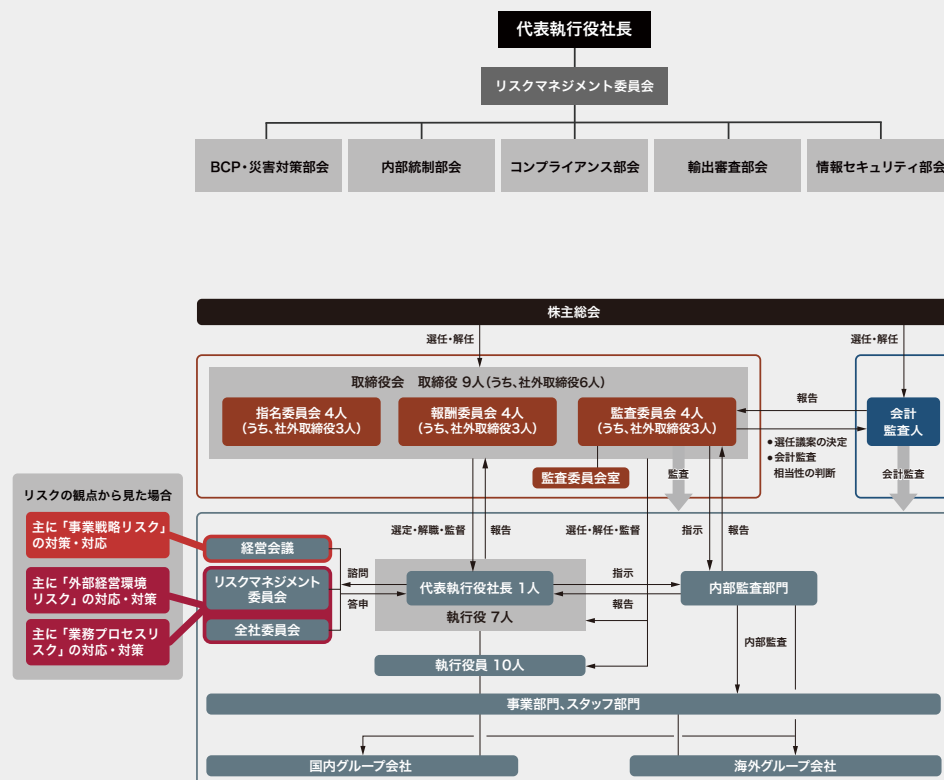 代表執行役社長
リスクマネジメント委員会
BCP・災害対策部会
内部統制部会
コンプライアンス部会
輸出審査部会
情報セキュリティ部会
株主総会
選任・解任
選任・解任
取締役会 取締役 9人(うち、社外取締役6人)
指名委員会 4人
(うち、社外取締役3人)
報酬委員会 4人
(うち、社外取締役3人)
監査委員会 4人
(うち、社外取締役3人)
報告
会計
監査人
●選任議案の決定
●会計監査
相当性の判断
監査委員会室
監査
会計監査
リスクの観点から見た場合
主に「事業戦略リスク」
の対策・対応
主に「外部経営環境
リスク」の対応・対策
主に「業務プロセスリ
スク」の対応・対策
選定・解職・監督
報告
選任・解任・監督
指示
報告
経営会議
リスクマネジメント
委員会
全社委員会
諮問
答申
代表執行役社長 1人
執行役 7人
指示
報告
内部監査部門
執行役員 10人
内部監査
事業部門、スタッフ部門
国内グループ会社
海外グループ会社